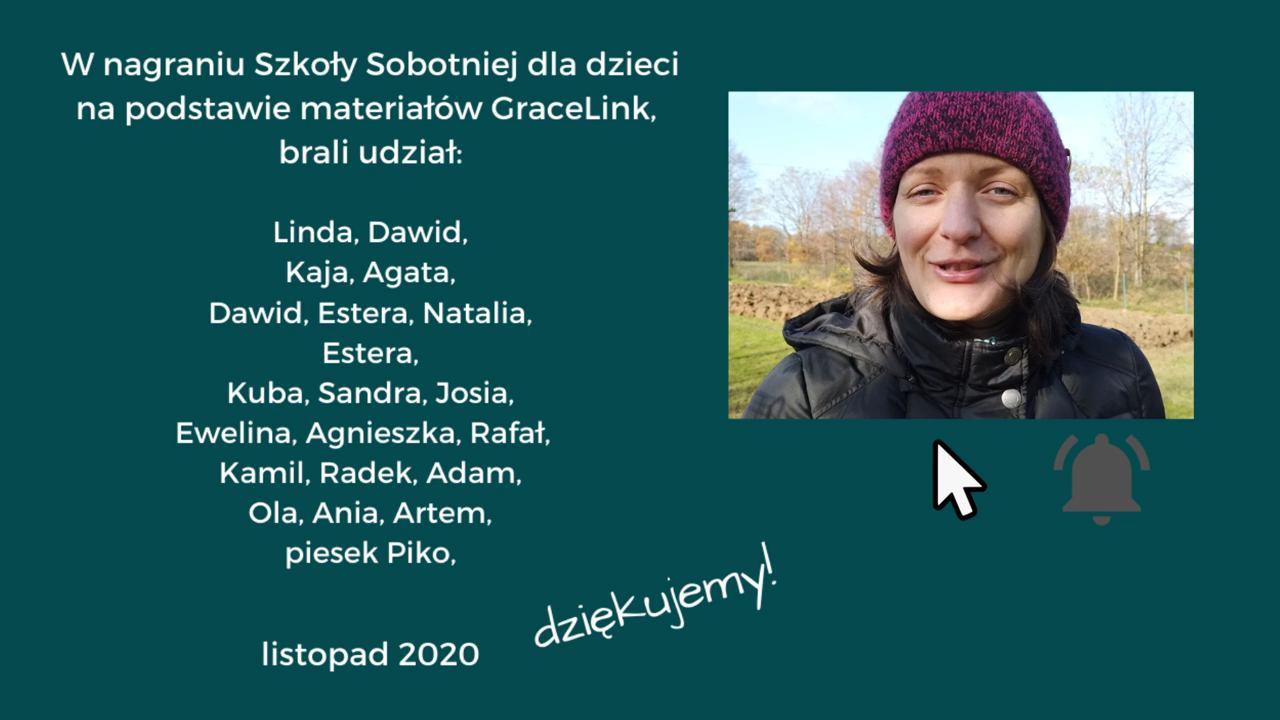 W nagraniu Szkoły Sobotniej dla dzieci
na podstawie materiałów GraceLink,
brali udział:
Linda, Dawid,
Kaja, Agata,
Dawid, Estera, Natalia,
Estera,
Kuba, Sandra, Josia,
Ewelina, Agnieszka, Rafał,
Kamil, Radek, Adam,
Ola, Ania, Artem,
piesek Piko,
dziękujemy!
listopad 2020